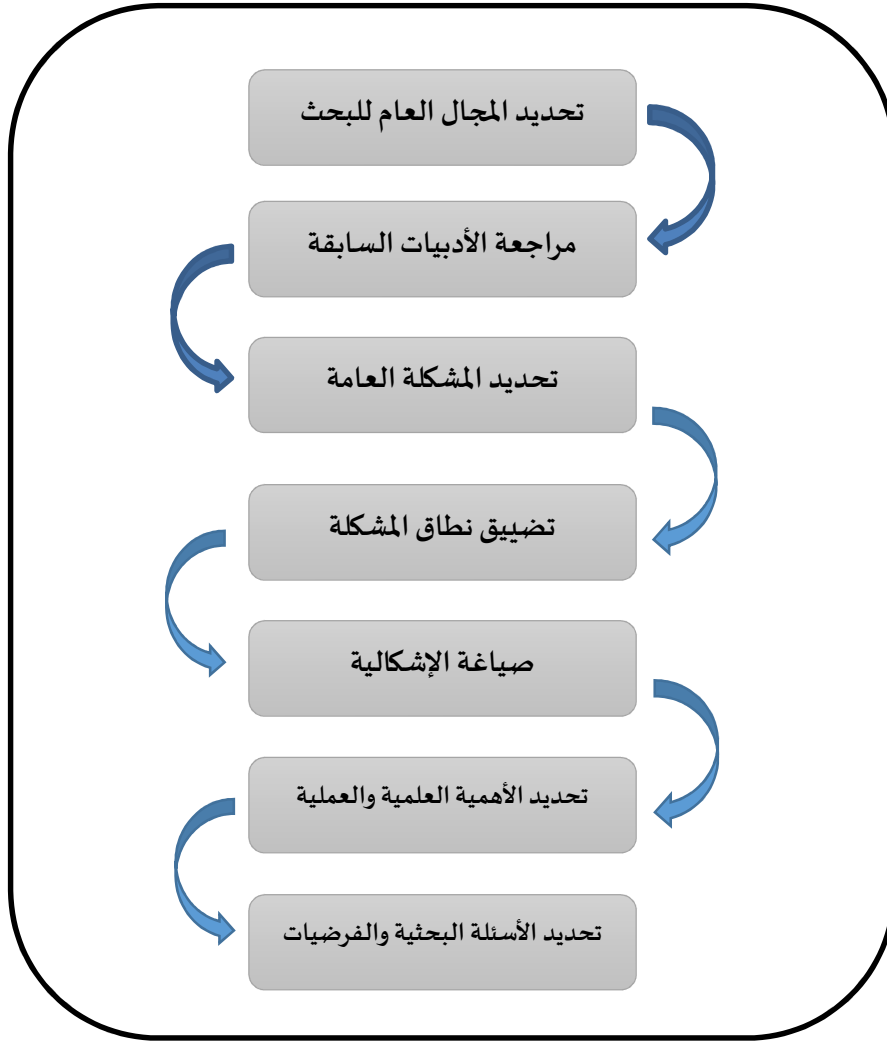 تحديد المجال العام للبحث
مراجعة الأدبيات السابقة
تحديد المشكلة العامة
تضييق نطاق المشكلة
صياغة الإشكالية
تحديد الأهمية العلمية والعملية
تحديد الأسئلة البحثية والفرضيات